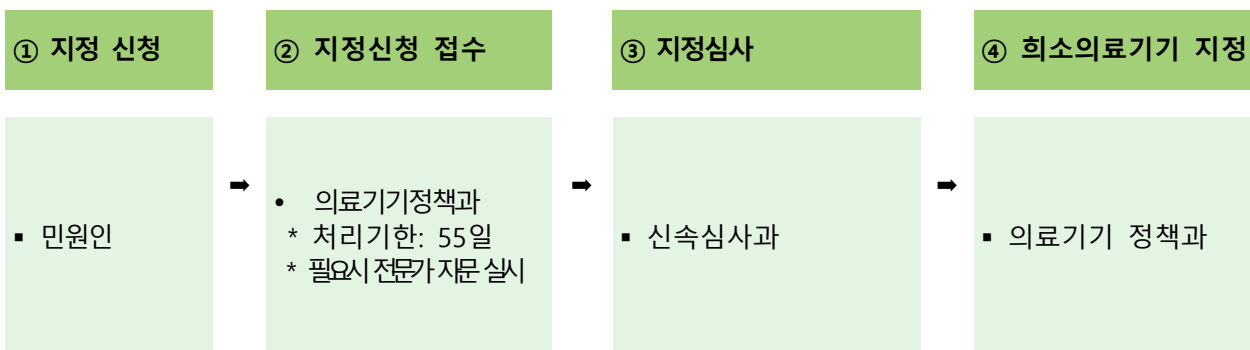 ① 지정 신청
② 지정신청 접수
③ 지정심사
④ 희소의료기기 지정
▪ 민원인
➡
• 의료기기정책과
* 처리기한: 55일
* 필요시 전문가 자문 실시
➡
▪ 신속심사과
➡
▪ 의료기기 정책과